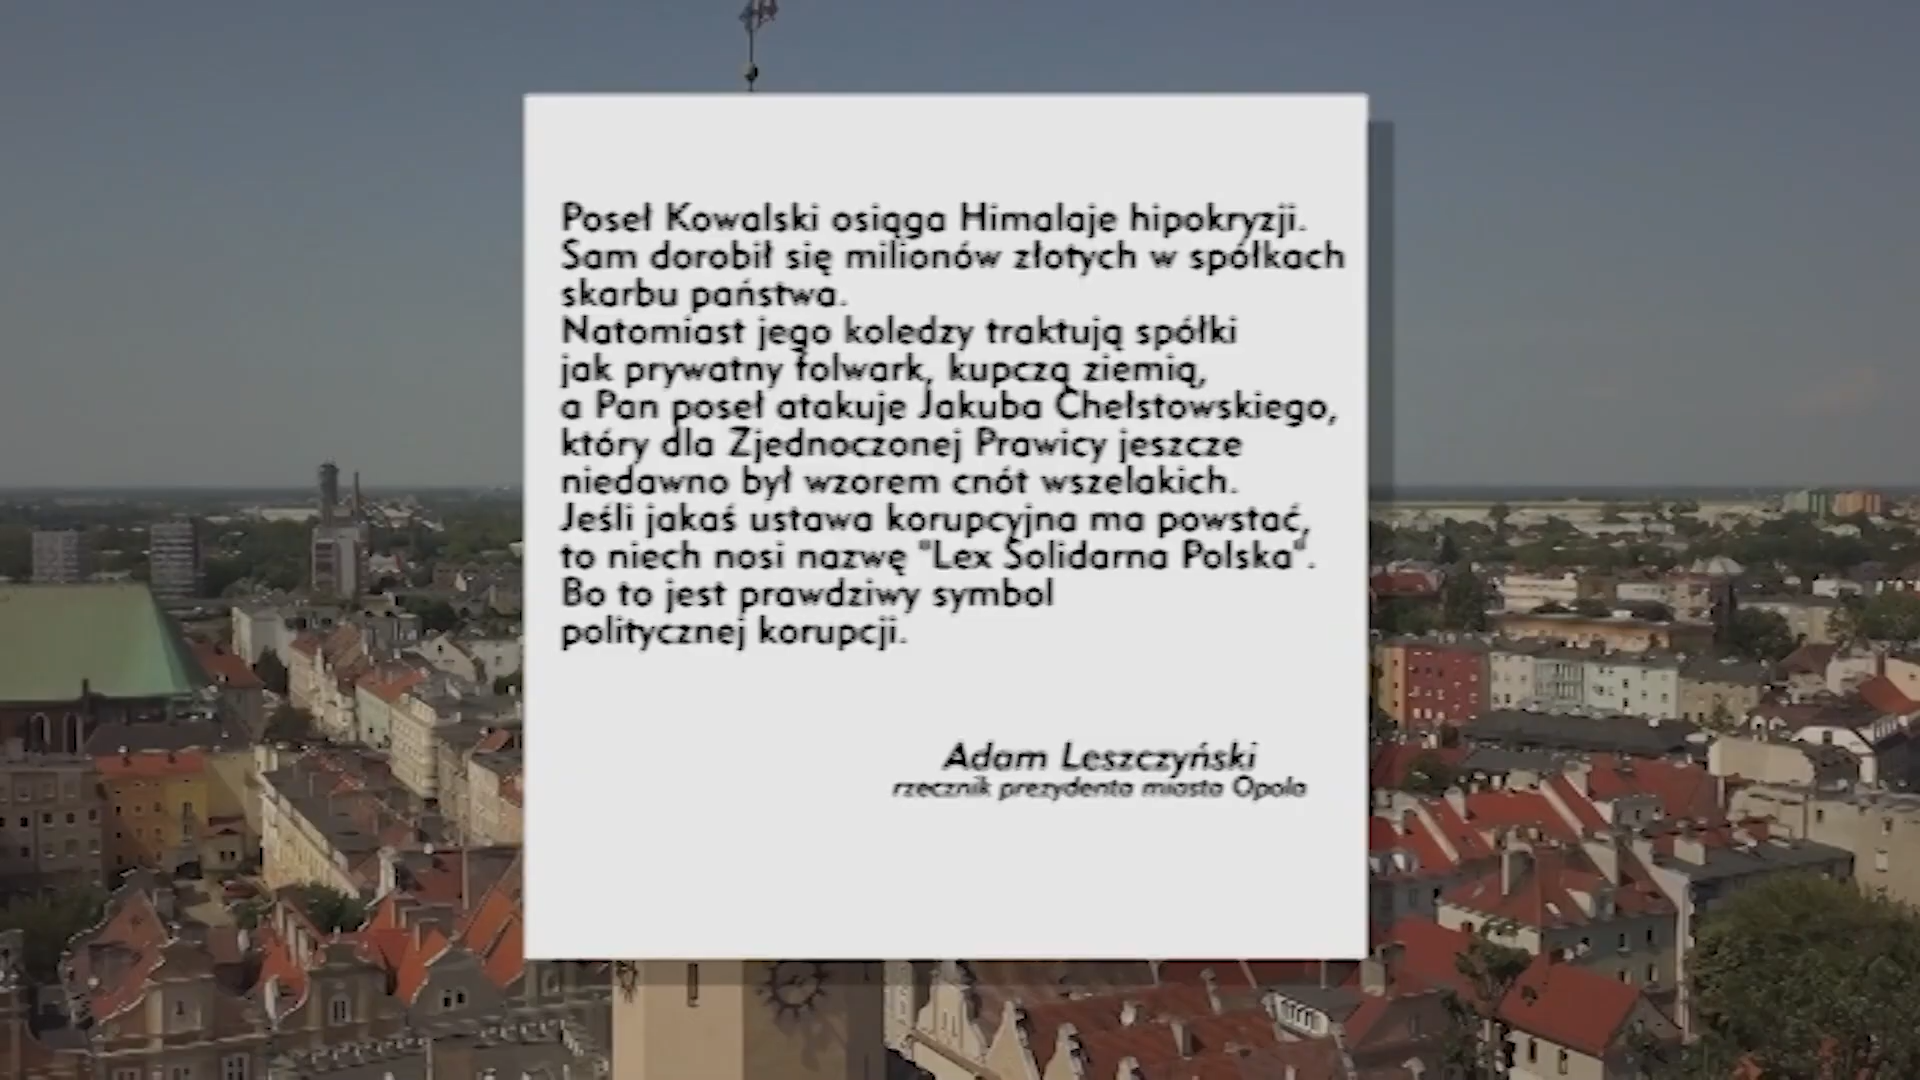 Poseł Kowalski osiąga Himalaje hipokryzji.
Sam dorobił się milionów złotych w spółkach
skarbu państwa.
Natomiast jego koledzy traktują spółki
jak prywatny folwark, kupczą ziemią,
a Pan poseł atakuje Jakuba Chełstowskiego,
który dla Zjednoczonej Prawicy jeszcze
niedawno był wzorem cnót wszelakich.
Jeśli jakaś ustawa korupcyjna ma powstać,
to niech nosi nazwę "Lex Solidarna Polska".
Bo to jest prawdziwy symbol
politycznej korupcji.
Adam Leszczyński
rzecznik prezydenta miasta Opola